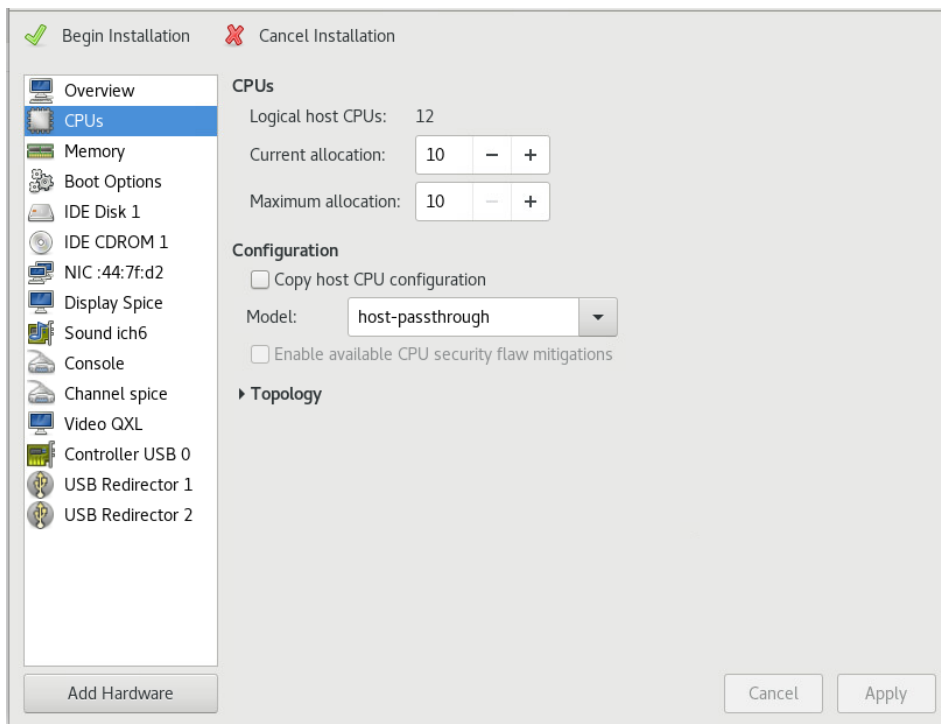 Begin Installation
Cancel Installation
Overview
CPUs
Memory
Boot Options
IDE Disk 1
IDE CDROM 1
NIC :44:7f:d2
Display Spice
Sound ich6
Console
Channel spice
Video QXL
Controller USB 0
USB Redirector 1
USB Redirector 2
Add Hardware
CPUs
Logical host CPUs: 12
Current allocation: 10 − +
Maximum allocation: 10 − +
Configuration
Copy host CPU configuration
Model: host-passthrough
Enable available CPU security flaw mitigations
Topology
Cancel
Apply